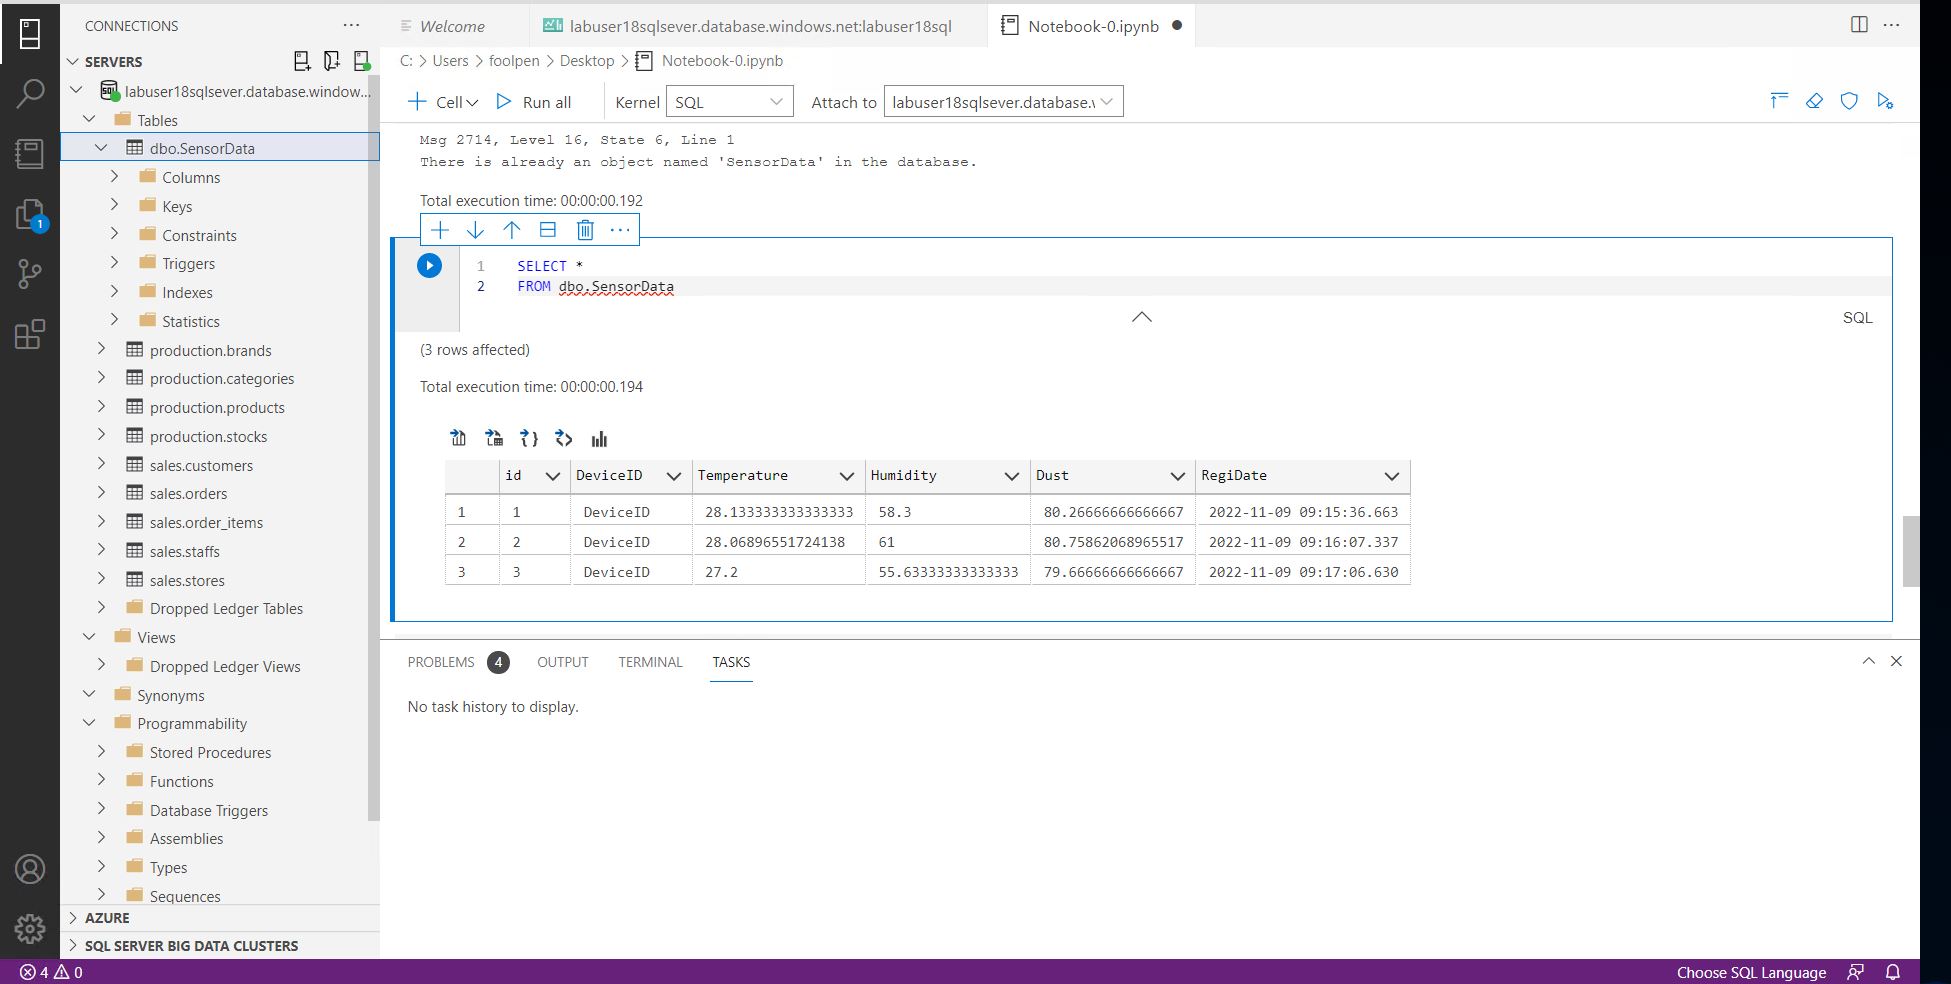 CONNECTIONS ...
SERVERS
labuser18sqlsever.database.window...
Tables
dbo.SensorData
Columns
Keys
Constraints
Triggers
Indexes
Statistics
production.brands
production.categories
production.products
production.stocks
sales.customers
sales.orders
sales.order_items
sales.staffs
sales.stores
Dropped Ledger Tables
Views
Dropped Ledger Views
Synonyms
Programmability
Stored Procedures
Functions
Database Triggers
Assemblies
Types
Sequences
AZURE
SQL SERVER BIG DATA CLUSTERS
1
Welcome
labuser18sqlsever.database.windows.net:labuser18sql
Notebook-0.ipynb
C: > Users > foolpen > Desktop > Notebook-0.ipynb
Cell Run all Kernel SQL Attach to labuser18sqlsever.database.
Msg 2714, Level 16, State 6, Line 1
There is already an object named 'SensorData' in the database.
Total execution time: 00:00:00.192
1 SELECT *
2 FROM dbo.SensorData
SQL
(3 rows affected)
Total execution time: 00:00:00.194
id DeviceID Temperature Humidity Dust RegiDate
1 1 DeviceID 28.133333333333333 58.3 80.26666666666667 2022-11-09 09:15:36.663
2 2 DeviceID 28.06896551724138 61 80.75862068965517 2022-11-09 09:16:07.337
3 3 DeviceID 27.2 55.63333333333333 79.66666666666667 2022-11-09 09:17:06.630
PROBLEMS 4 OUTPUT TERMINAL TASKS
No task history to display.
4 0 Choose SQL Language